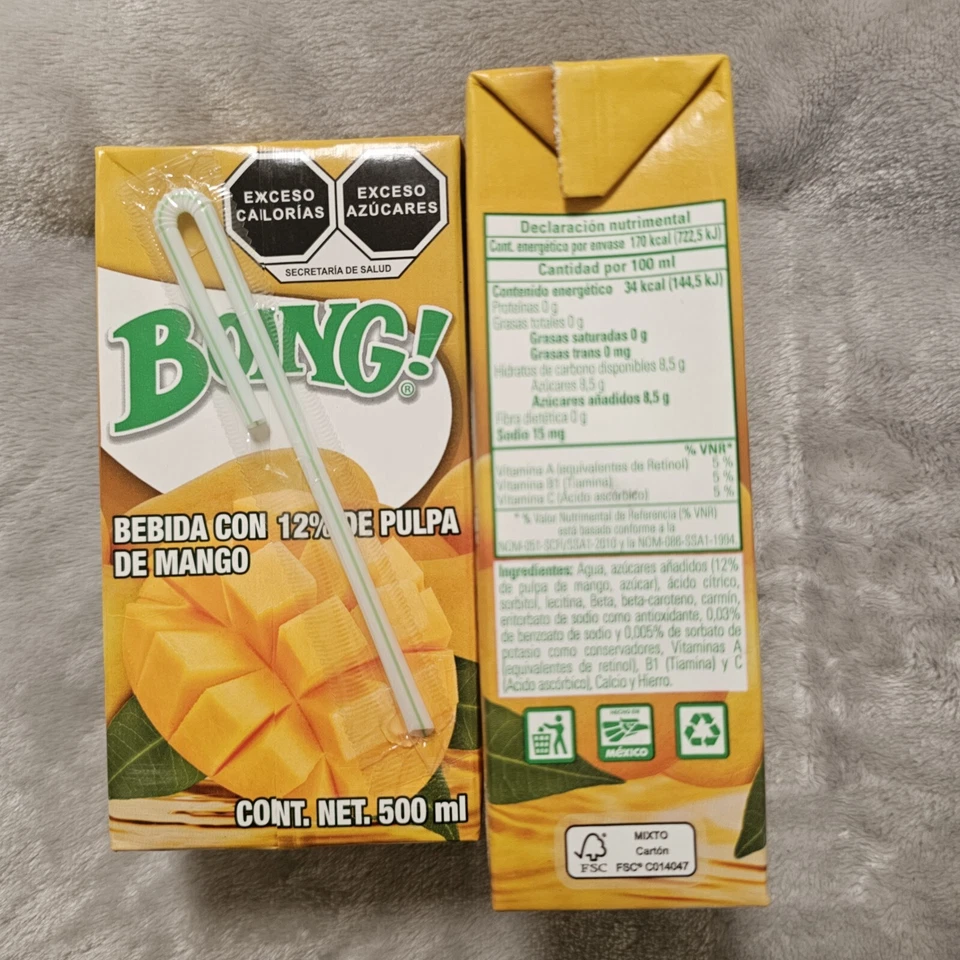 EXCESO
CALORÍAS
EXCESO
AZÚCARES
SECRETARÍA DE SALUD
BOING!
®
BEBIDA CON 12% DE PULPA
DE MANGO
CONT. NET. 500 ml
Declaración nutrimental
Cont. energético por envase 170 kcal (722,5 kJ)
Cantidad por 100 ml
Contenido energético 34 kcal (144,5 kJ)
Proteínas 0 g
Grasas totales 0 g
Grasas saturadas 0 g
Grasas trans 0 mg
Hidratos de carbono disponibles 8,5 g
Azúcares 8,5 g
Azúcares añadidos 8,5 g
Fibra dietética 0 g
Sodio 15 mg
% VNR*
Vitamina A (equivalentes de Retinol) 5 %
Vitamina B1 (Tiamina) 5 %
Vitamina C (Ácido ascórbico) 5 %
* % Valor Nutrimental de Referencia (% VNR)
está basado conforme a la
NOM-051-SCFI/SSA1-2010 y la NOM-086-SSA1-1994.
Ingredientes: Agua, azúcares añadidos (12%
de pulpa de mango, azúcar), ácido cítrico,
sorbitol, lecitina, Beta, beta-caroteno, carmín,
eritorbato de sodio como antioxidante, 0,03%
de benzoato de sodio y 0,005% de sorbato de
potasio como conservadores, Vitaminas A
(equivalentes de retinol), B1 (Tiamina) y C
(Ácido ascórbico), Calcio y Hierro.
HECHO EN
MÉXICO
MIXTO
Cartón
FSC FSC® C014047